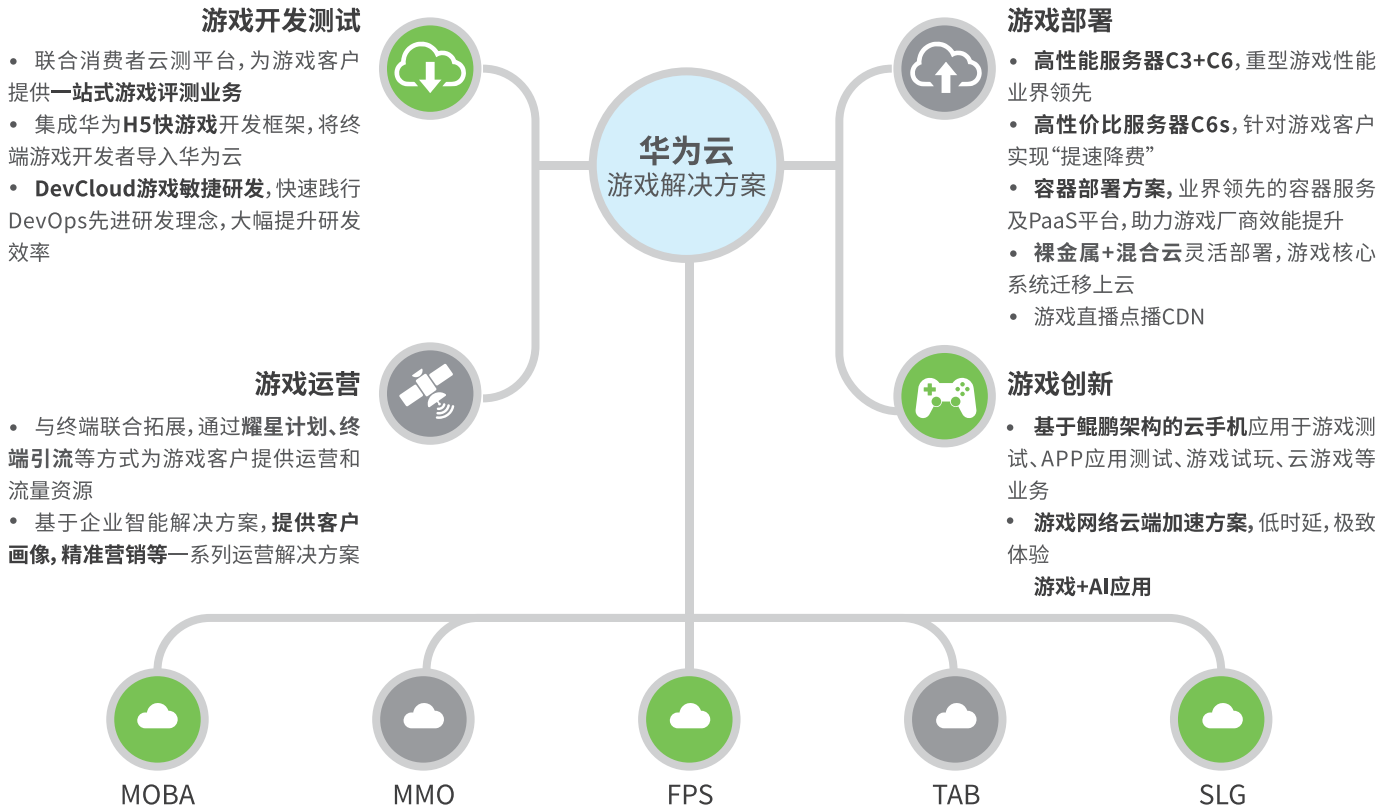 游戏开发测试
• 联合消费者云测平台，为游戏客户
提供一站式游戏评测业务
• 集成华为H5快游戏开发框架，将终
端游戏开发者导入华为云
• DevCloud游戏敏捷研发，快速践行
DevOps先进研发理念，大幅提升研发
效率
华为云
游戏解决方案
游戏部署
• 高性能服务器C3+C6，重型游戏性能
业界领先
• 高性价比服务器C6s，针对游戏客户
实现“提速降费”
• 容器部署方案，业界领先的容器服务
及PaaS平台，助力游戏厂商效能提升
• 裸金属+混合云灵活部署，游戏核心
系统迁移上云
• 游戏直播点播CDN
游戏运营
• 与终端联合拓展，通过耀星计划、终
端引流等方式为游戏客户提供运营和
流量资源
• 基于企业智能解决方案，提供客户
画像，精准营销等一系列运营解决方案
游戏创新
• 基于鲲鹏架构的云手机应用于游戏测
试、APP应用测试、游戏试玩、云游戏等
业务
• 游戏网络云端加速方案，低时延，极致
体验
游戏+AI应用
MOBA
MMO
FPS
TAB
SLG